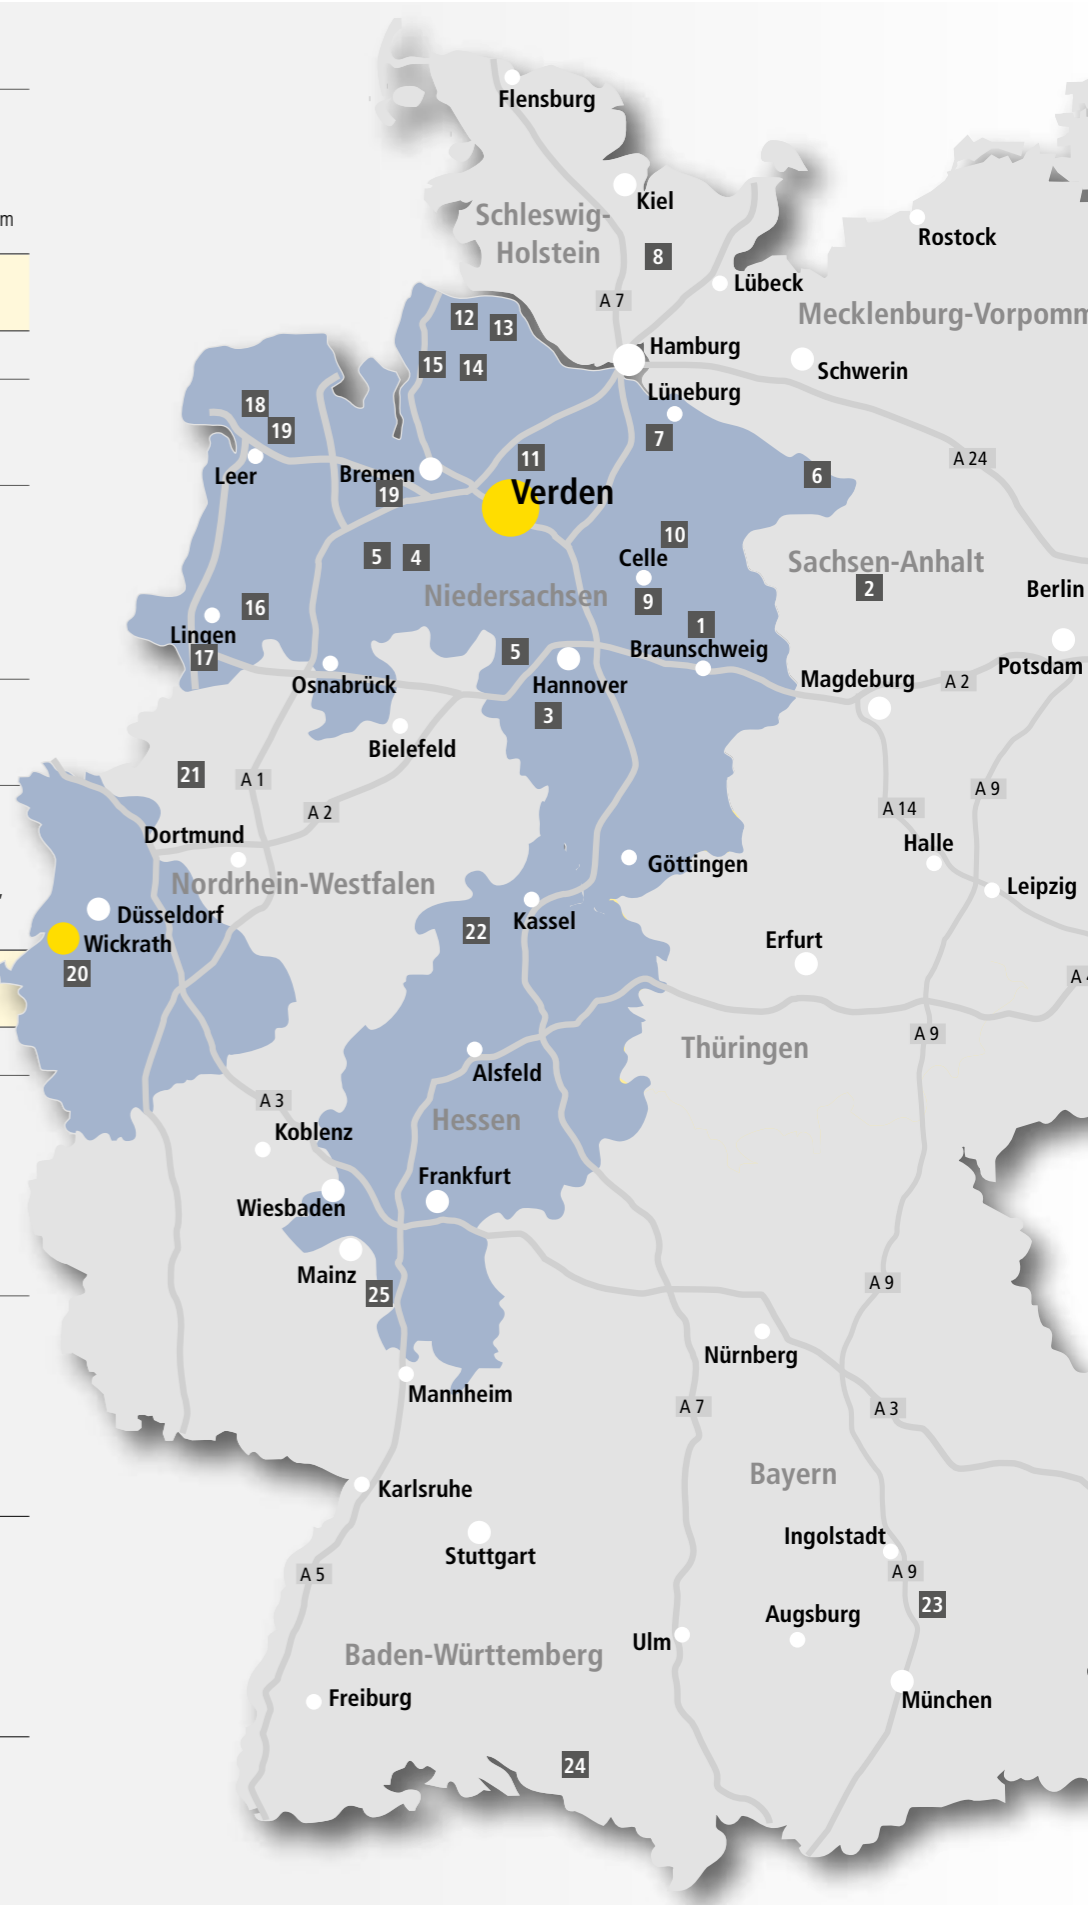 Flensburg
Kiel
m
Schleswig-
Holstein
Rostock
8
Lübeck
A 7
12
13
Mecklenburg-Vorpomm
Hamburg
15
14
Schwerin
Lüneburg
18
19
7
11
A 24
Leer
Bremen
6
19
Verden
10
5
4
Celle
Sachsen-Anhalt
2
Berlin
Niedersachsen
9
16
1
Lingen
Braunschweig
17
5
Potsdam
Osnabrück
Hannover
Magdeburg
A 2
3
Bielefeld
21
A 1
A 9
A 2
A 14
Dortmund
Halle
Göttingen
Nordrhein-Westfalen
Leipzig
,
Düsseldorf
Kassel
22
Wickrath
Erfurt
20
A 4
A 9
Thüringen
Alsfeld
A 3
Hessen
Koblenz
Frankfurt
Wiesbaden
Mainz
A 9
25
Nürnberg
Mannheim
A 7
A 3
Bayern
Karlsruhe
Ingolstadt
Stuttgart
A 5
A 9
23
Augsburg
Ulm
Baden-Württemberg
Freiburg
München
24